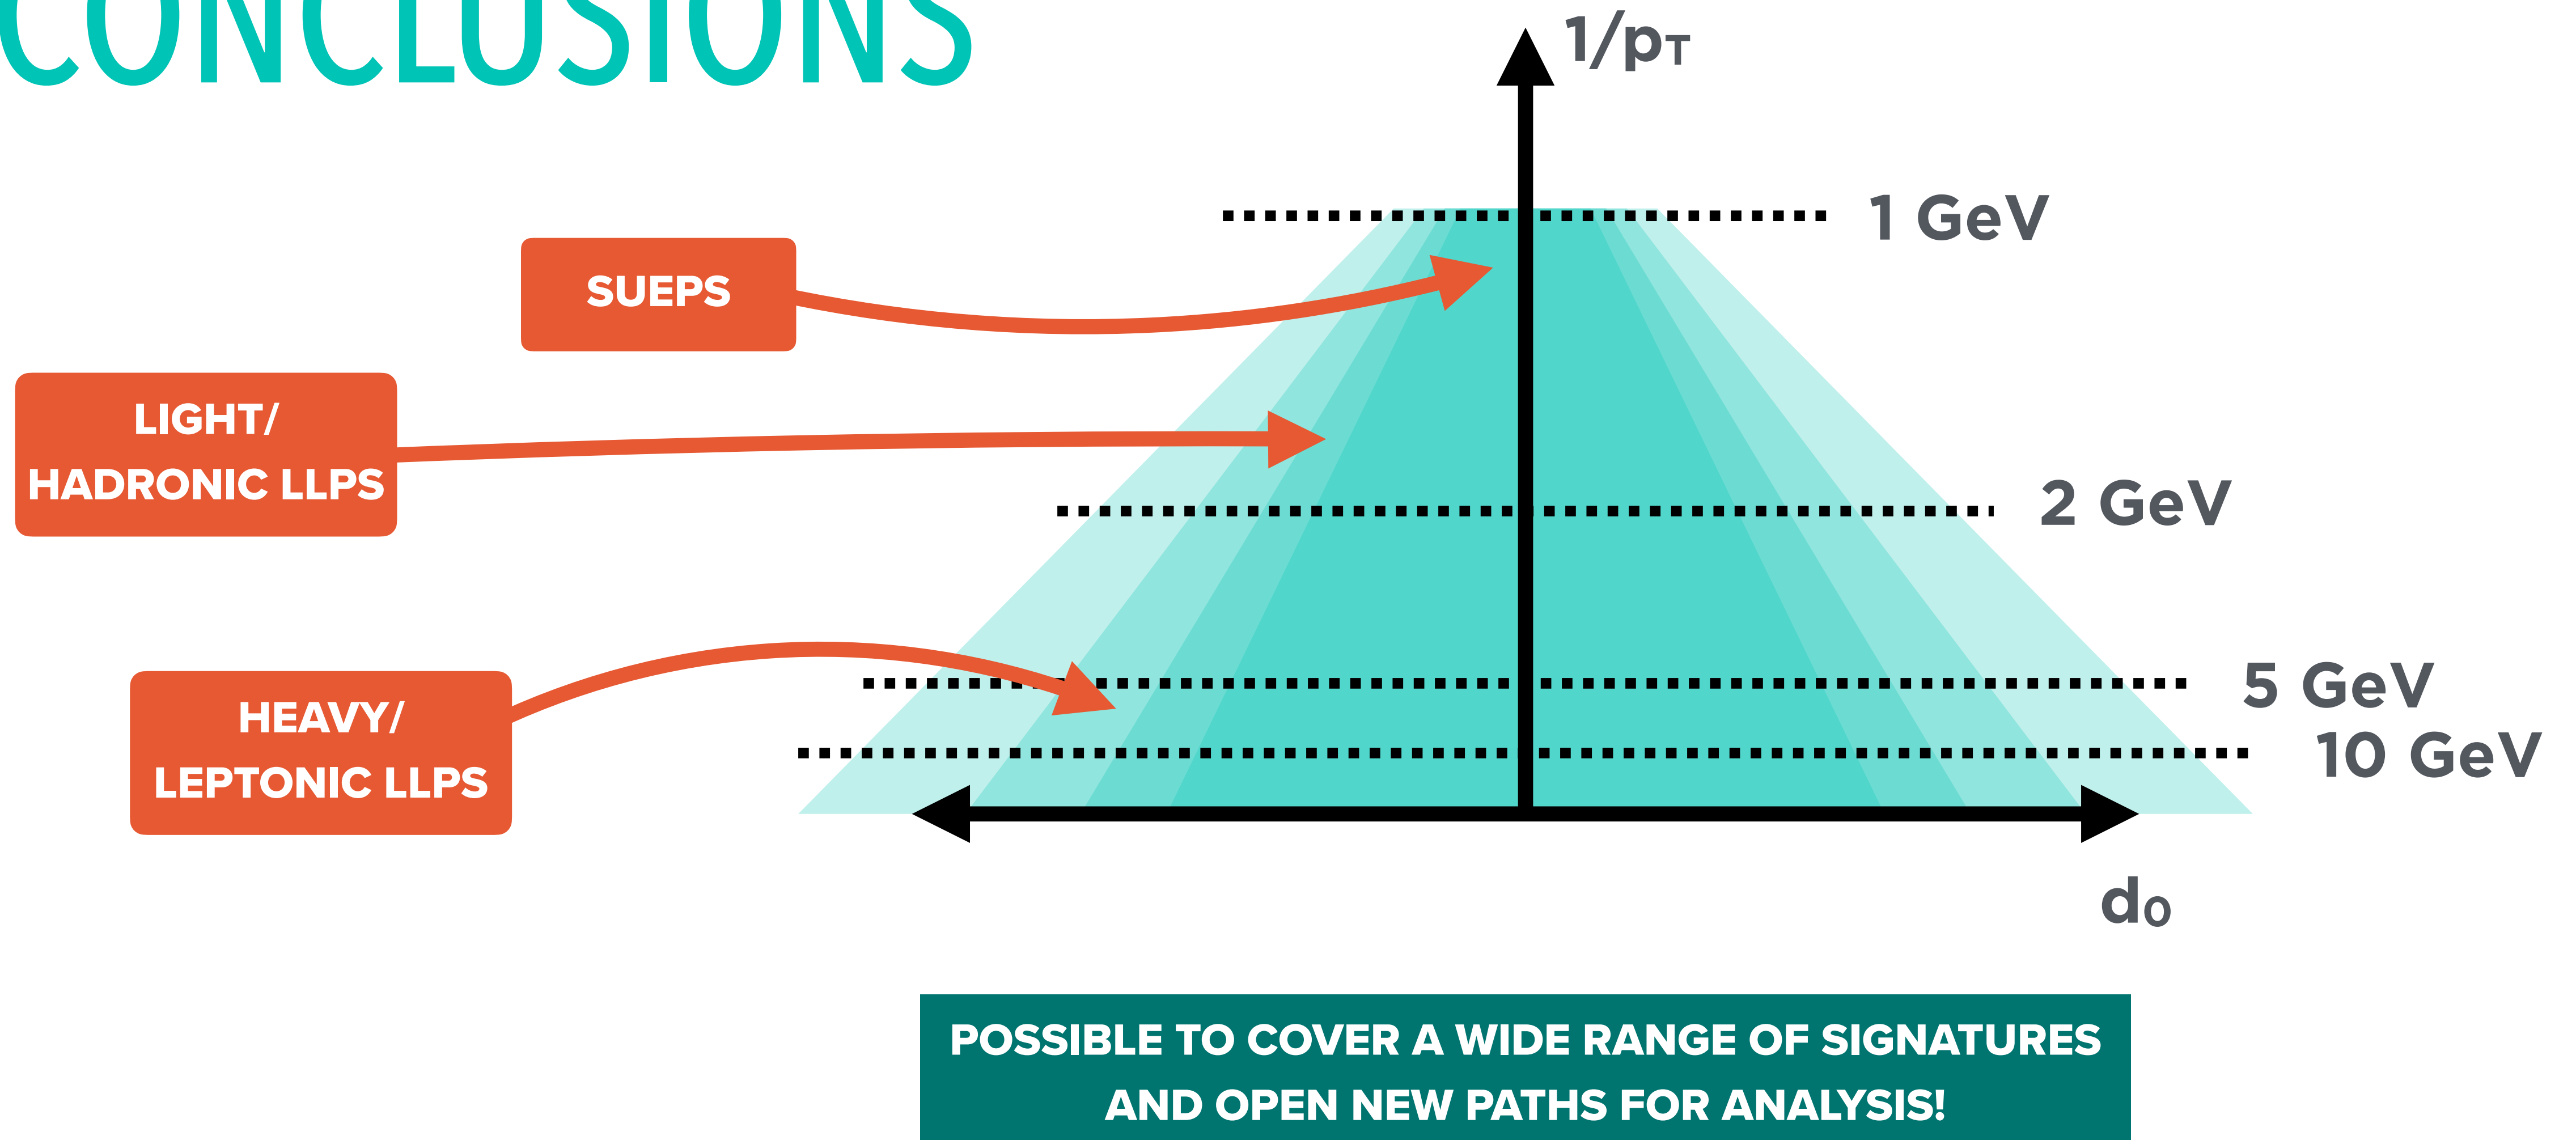 CONCLUSIONS
1/pT
1 GeV
SUEPS
LIGHT/
HADRONIC LLPS
2 GeV
5 GeV
HEAVY/
LEPTONIC LLPS
10 GeV
d0
POSSIBLE TO COVER A WIDE RANGE OF SIGNATURES
AND OPEN NEW PATHS FOR ANALYSIS!